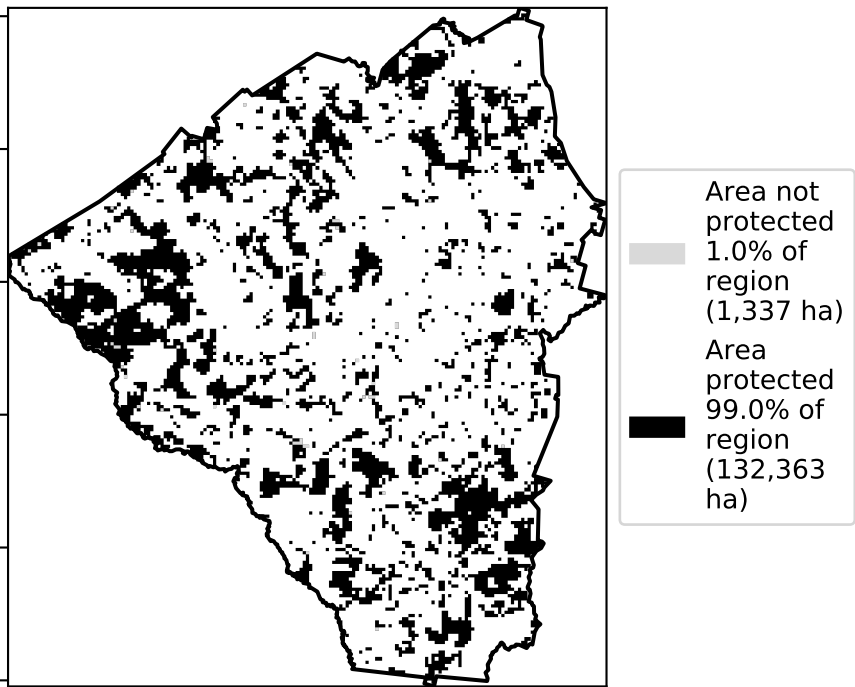 Area not
protected
1.0% of
region
(1,337 ha)
Area
protected
99.0% of
region
(132,363
ha)